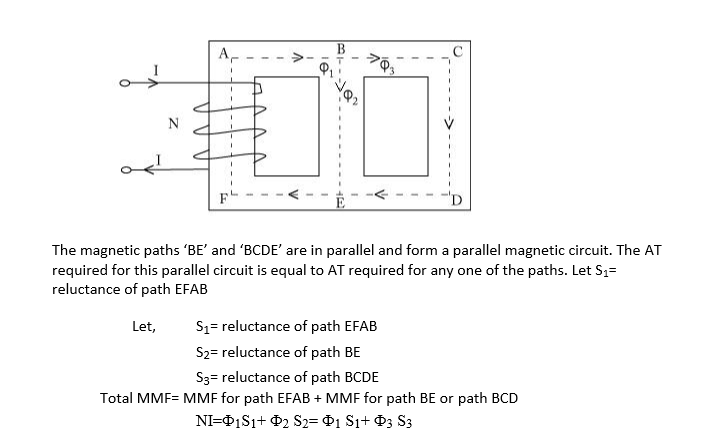 A B C
I Φ₁ Φ₃
Φ₂
N
I
F E D
The magnetic paths ‘BE’ and ‘BCDE’ are in parallel and form a parallel magnetic circuit. The AT
required for this parallel circuit is equal to AT required for any one of the paths. Let S₁=
reluctance of path EFAB
Let, S₁= reluctance of path EFAB
S₂= reluctance of path BE
S₃= reluctance of path BCDE
Total MMF= MMF for path EFAB + MMF for path BE or path BCD
NI=Φ₁S₁+ Φ₂ S₂= Φ₁ S₁+ Φ₃ S₃